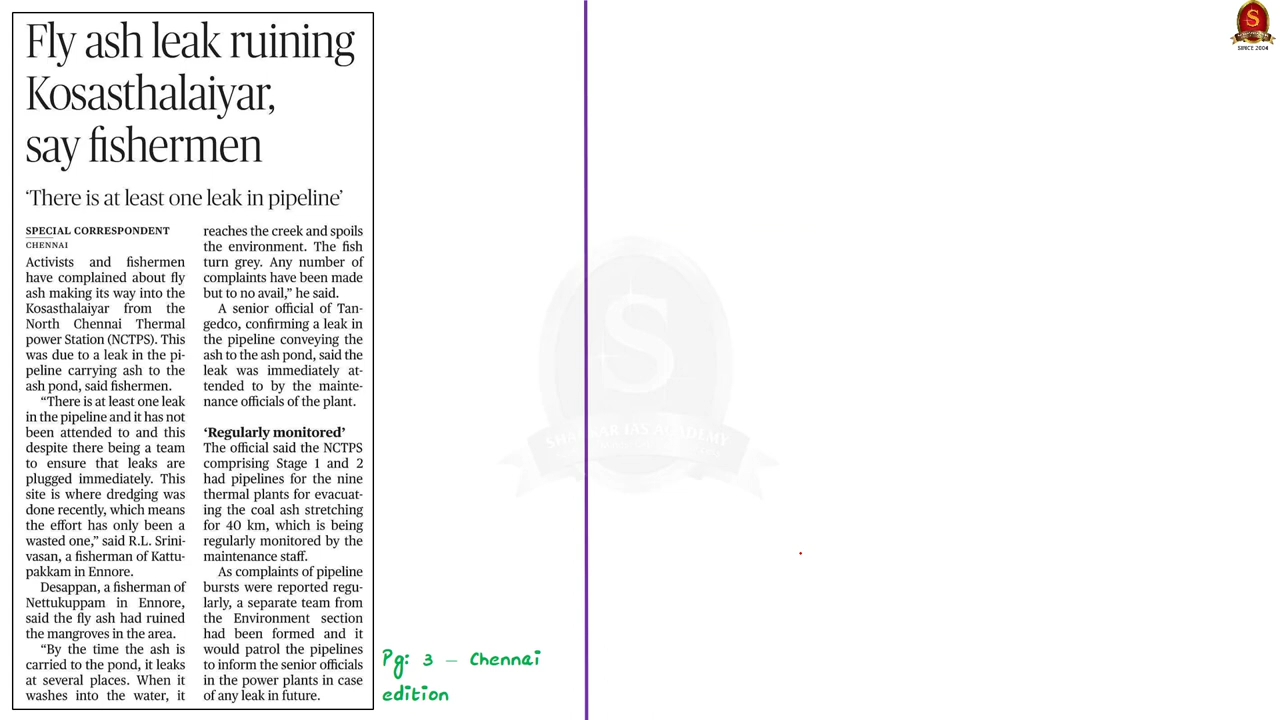 Fly ash leak ruining
Kosasthalaiyar,
say fishermen
‘There is at least one leak in pipeline’
SPECIAL CORRESPONDENT
CHENNAI
Activists and fishermen
have complained about fly
ash making its way into the
Kosasthalaiyar from the
North Chennai Thermal
power Station (NCTPS). This
was due to a leak in the pi-
peline carrying ash to the
ash pond, said fishermen.
“There is at least one leak
in the pipeline and it has not
been attended to and this
despite there being a team
to ensure that leaks are
plugged immediately. This
site is where dredging was
done recently, which means
the effort has only been a
wasted one,” said R.L. Srini-
vasan, a fisherman of Kattu-
pakkam in Ennore.
Desappan, a fisherman of
Nettukuppam in Ennore,
said the fly ash had ruined
the mangroves in the area.
“By the time the ash is
carried to the pond, it leaks
at several places. When it
washes into the water, it
reaches the creek and spoils
the environment. The fish
turn grey. Any number of
complaints have been made
but to no avail,” he said.
A senior official of Tan-
gedco, confirming a leak in
the pipeline conveying the
ash to the ash pond, said the
leak was immediately at-
tended to by the mainte-
nance officials of the plant.
‘Regularly monitored’
The official said the NCTPS
comprising Stage 1 and 2
had pipelines for the nine
thermal plants for evacuat-
ing the coal ash stretching
for 40 km, which is being
regularly monitored by the
maintenance staff.
As complaints of pipeline
bursts were reported regu-
larly, a separate team from
the Environment section
had been formed and it
would patrol the pipelines
to inform the senior officials
in the power plants in case
of any leak in future.
Pg: 3 – Chennai
edition
S
SINCE 2004
S
SHANKAR IAS ACADEMY